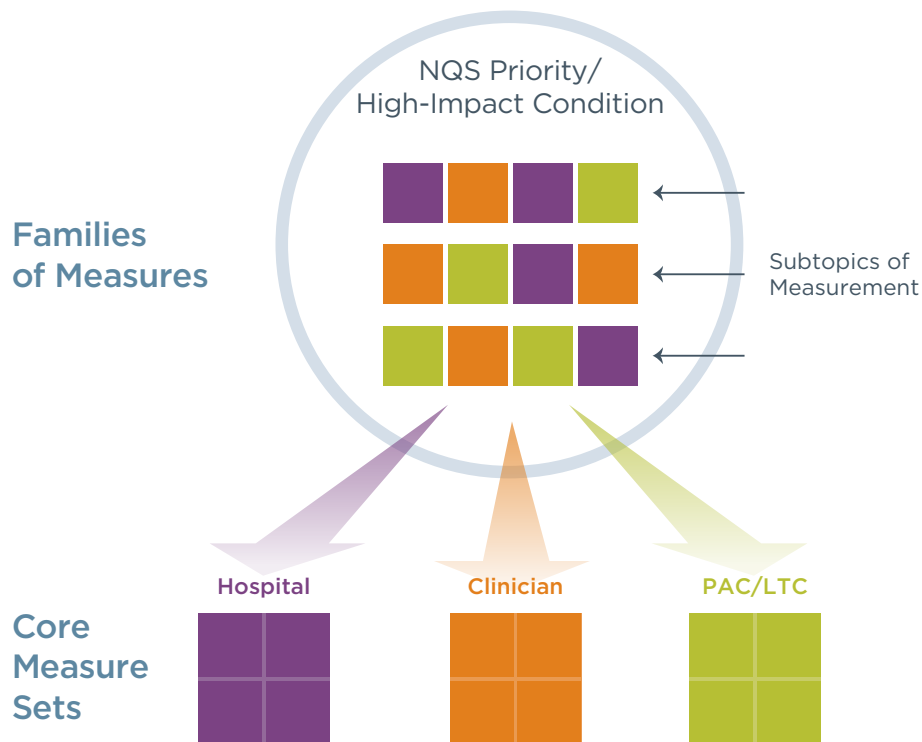 NQS Priority/
High-Impact Condition
Families
of Measures
Subtopics of
Measurement
Hospital
Clinician
PAC/LTC
Core
Measure
Sets